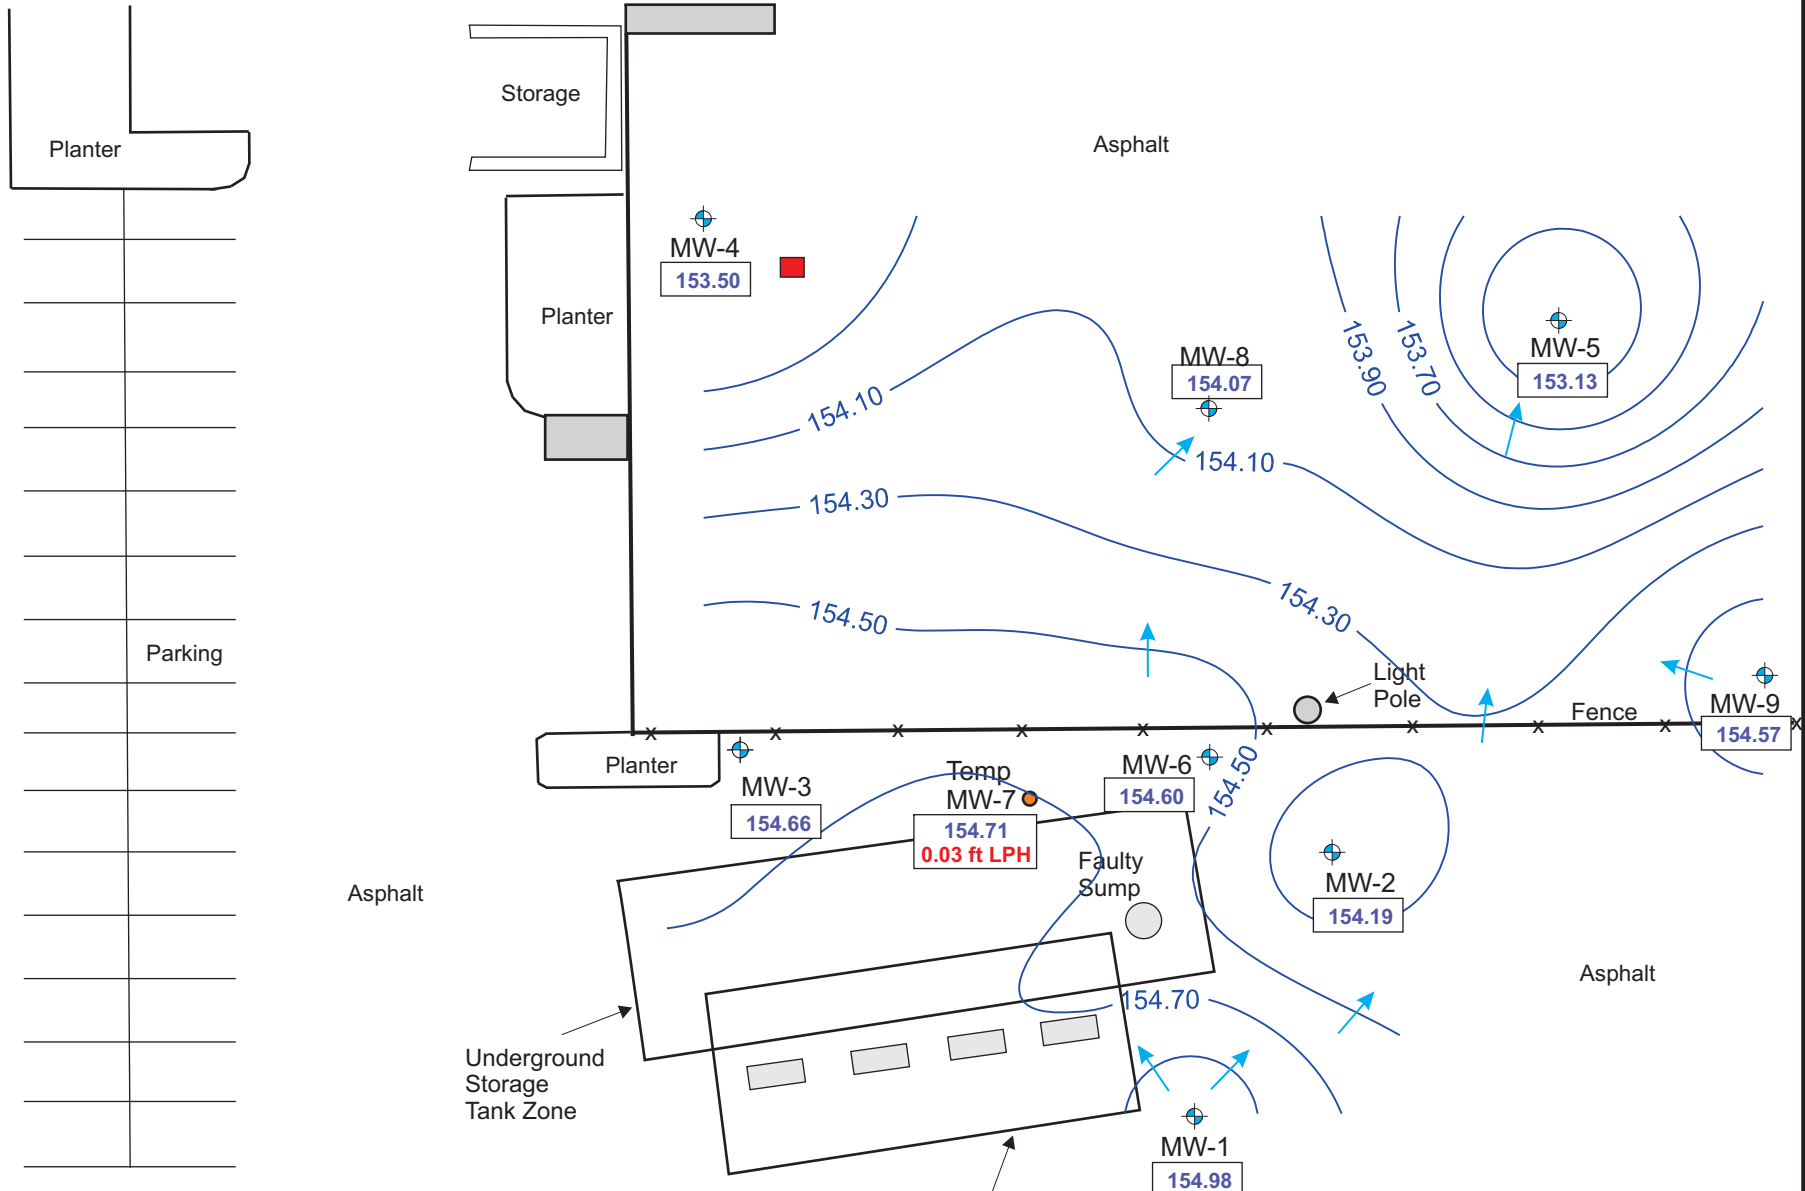 Storage
Asphalt
Planter
MW-4
153.50
Planter
MW-8
154.07
153.90
153.70
MW-5
153.13
154.10
154.10
154.30
154.30
154.50
Parking
Light
Pole
Fence
MW-9
154.57
Planter
MW-3
154.66
Temp
MW-7
154.71
0.03 ft LPH
MW-6
154.60
154.50
Faulty
Sump
MW-2
154.19
Asphalt
Asphalt
154.70
Underground
Storage
Tank Zone
MW-1
154.98
x x x x x x x x x x